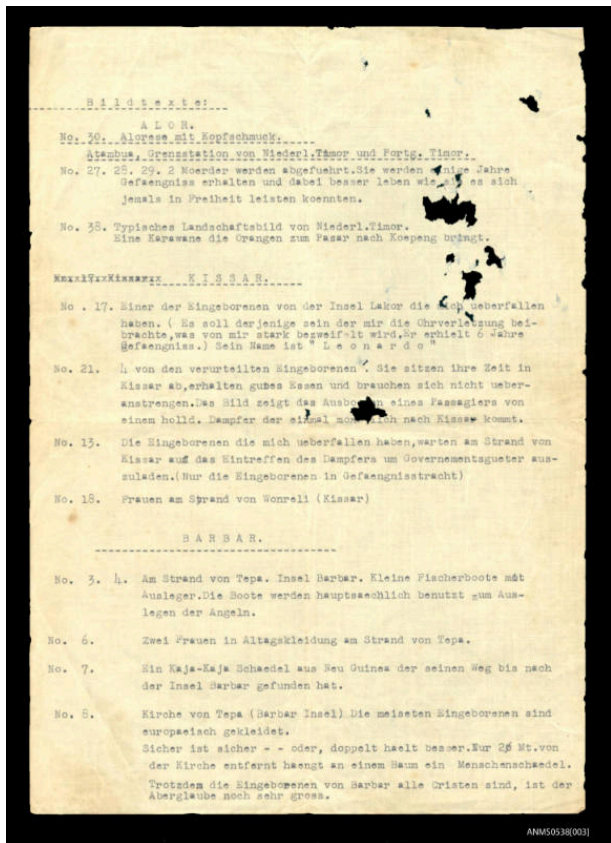 Bildtexte:
ALOR.
No. 30. Alorese mit Kopfschmuck.
Atambua, Grenzstation von Niederl.Timor und Portg. Timor.
No. 27. 28. 29. 2 Moerder werden abgefuehrt.Sie werden einige Jahre
Gefaengniss erhalten und dabei besser leben wie sie es sich
jemals in Freiheit leisten koennten.
No. 38. Typisches Landschaftsbild von Niederl.Timor.
Eine Karawane die Orangen zum Pasar nach Koepang bringt.
KISSAR.
No . 17. Einer der Eingeborenen von der Insel Lakor die mich ueberfallen
haben. ( Es soll derjenige sein der mir die Ohrverletzung bei-
brachte,was von mir stark bezweifelt wird,Er erhielt 6 Jahre
Gefaengniss.) Sein Name ist " L e o n a r d o "
No. 21. 4 von den verurteilten Eingeborenen . Sie sitzen ihre Zeit in
Kissar ab,erhalten gutes Essen und brauchen sich nicht ueber-
anstrengen.Das Bild zeigt das eines Passagiers von
einem holld. Dampfer der einmal nach Kissar kommt.
No. 13. Die Eingeborenen die mich ueberfallen haben,warten am Strand von
Kissar auf das Eintreffen des Dampfers um Governementsgueter aus-
zuladen.(Nur die Eingeborenen in Gefaengnisstracht)
No. 18. Frauen am Strand von Wonreli (Kissar)
BARBAR.
No. 3. 4. Am Strand von Tepa. Insel Barbar. Kleine Fischerboote mit
Ausleger.Die Boote werden hauptsaechlich benutzt zum Aus-
legen der Angeln.
No. 6. Zwei Frauen in Altagskleidung am Strand von Tepa.
No. 7. Ein Kaja-Kaja Schaedel aus Neu Guinea der seinen Weg bis nach
der Insel Barbar gefunden hat.
No. 8. Kirche von Tepa (Barbar Insel) Die meiseten Eingeborenen sind
europaeisch gekleidet.
Sicher ist sicher - - oder, doppelt haelt besser.Nur 20 Mt.von
der Kirche entfernt haengt an einem Baum ein Menschenschaedel.
Trotzdem die Eingeborenen von Barbar alle Cristen sind, ist der
Aberglaube noch sehr gross.
ANMS0538[003]